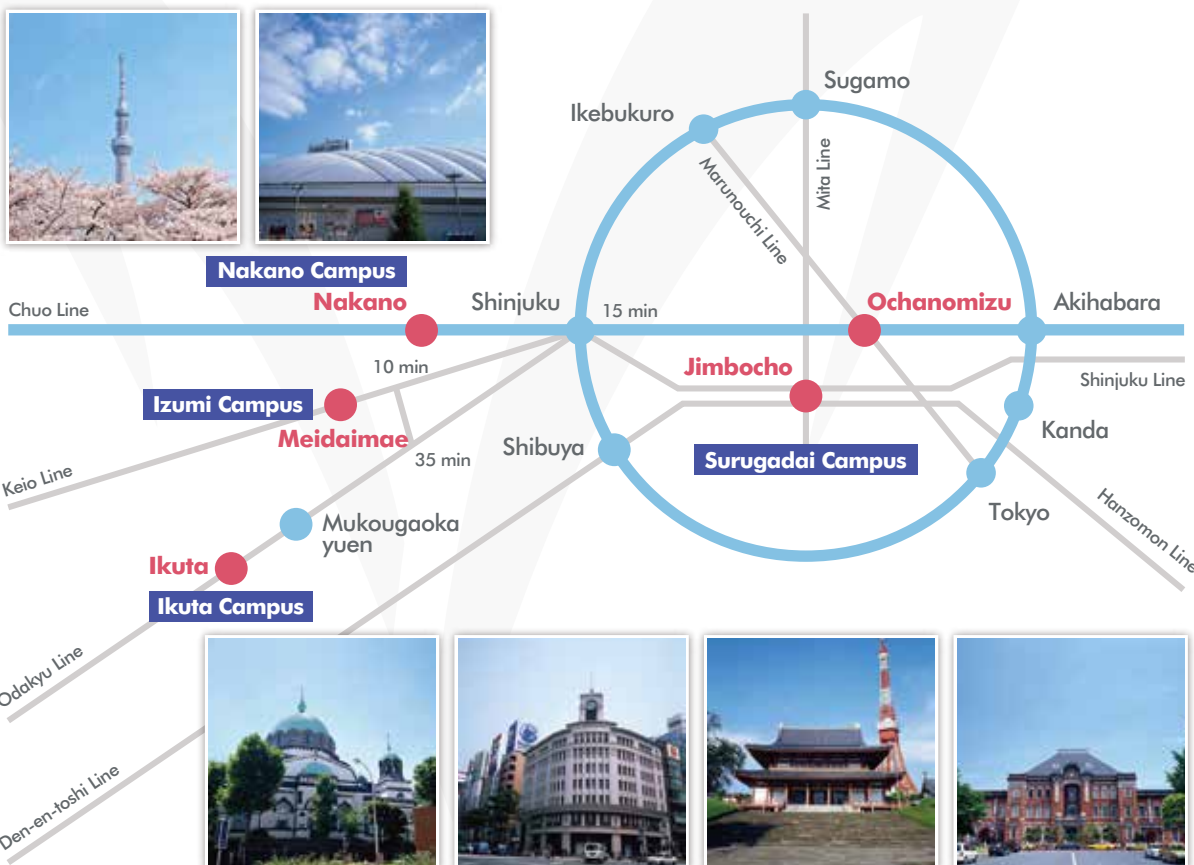 Sugamo
Ikebukuro
Mita Line
Marunouchi Line
Nakano Campus
Nakano
Shinjuku
15 min
Ochanomizu
Akihabara
Chuo Line
10 min
Jimbocho
Shinjuku Line
Izumi Campus
Meidaimae
Kanda
Shibuya
35 min
Surugadai Campus
Keio Line
Tokyo
Hanzomon Line
Mukougaoka
yuen
Ikuta
Ikuta Campus
Odakyu Line
Den-en-toshi Line